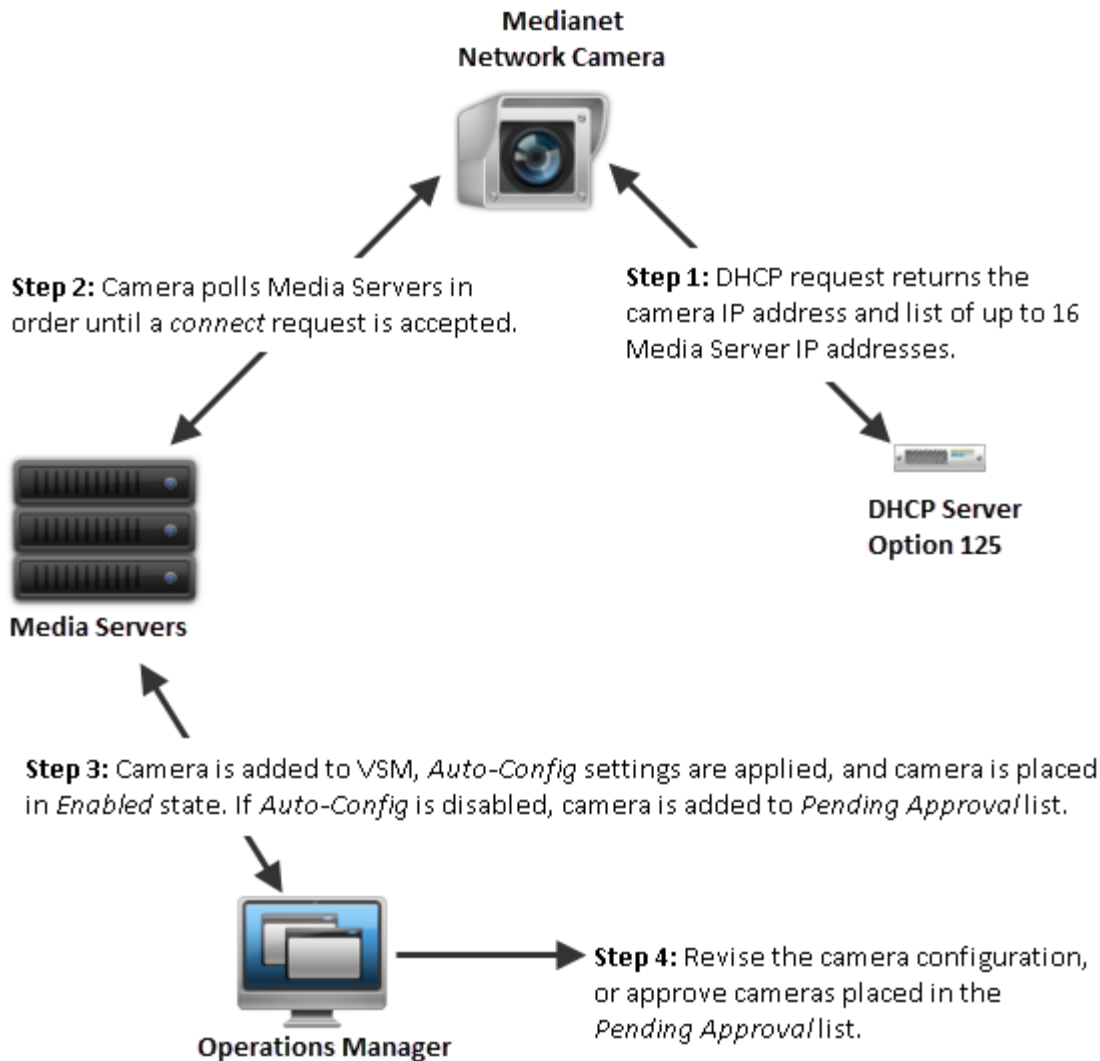 Medianet
Network Camera
Step 1: DHCP request returns the
camera IP address and list of up to 16
Media Server IP addresses.
DHCP Server
Option 125
Step 2: Camera polls Media Servers in
order until a connect request is accepted.
Media Servers
Step 3: Camera is added to VSM, Auto-Config settings are applied, and camera is placed
in Enabled state. If Auto-Config is disabled, camera is added to Pending Approval list.
Operations Manager
Step 4: Revise the camera configuration,
or approve cameras placed in the
Pending Approval list.